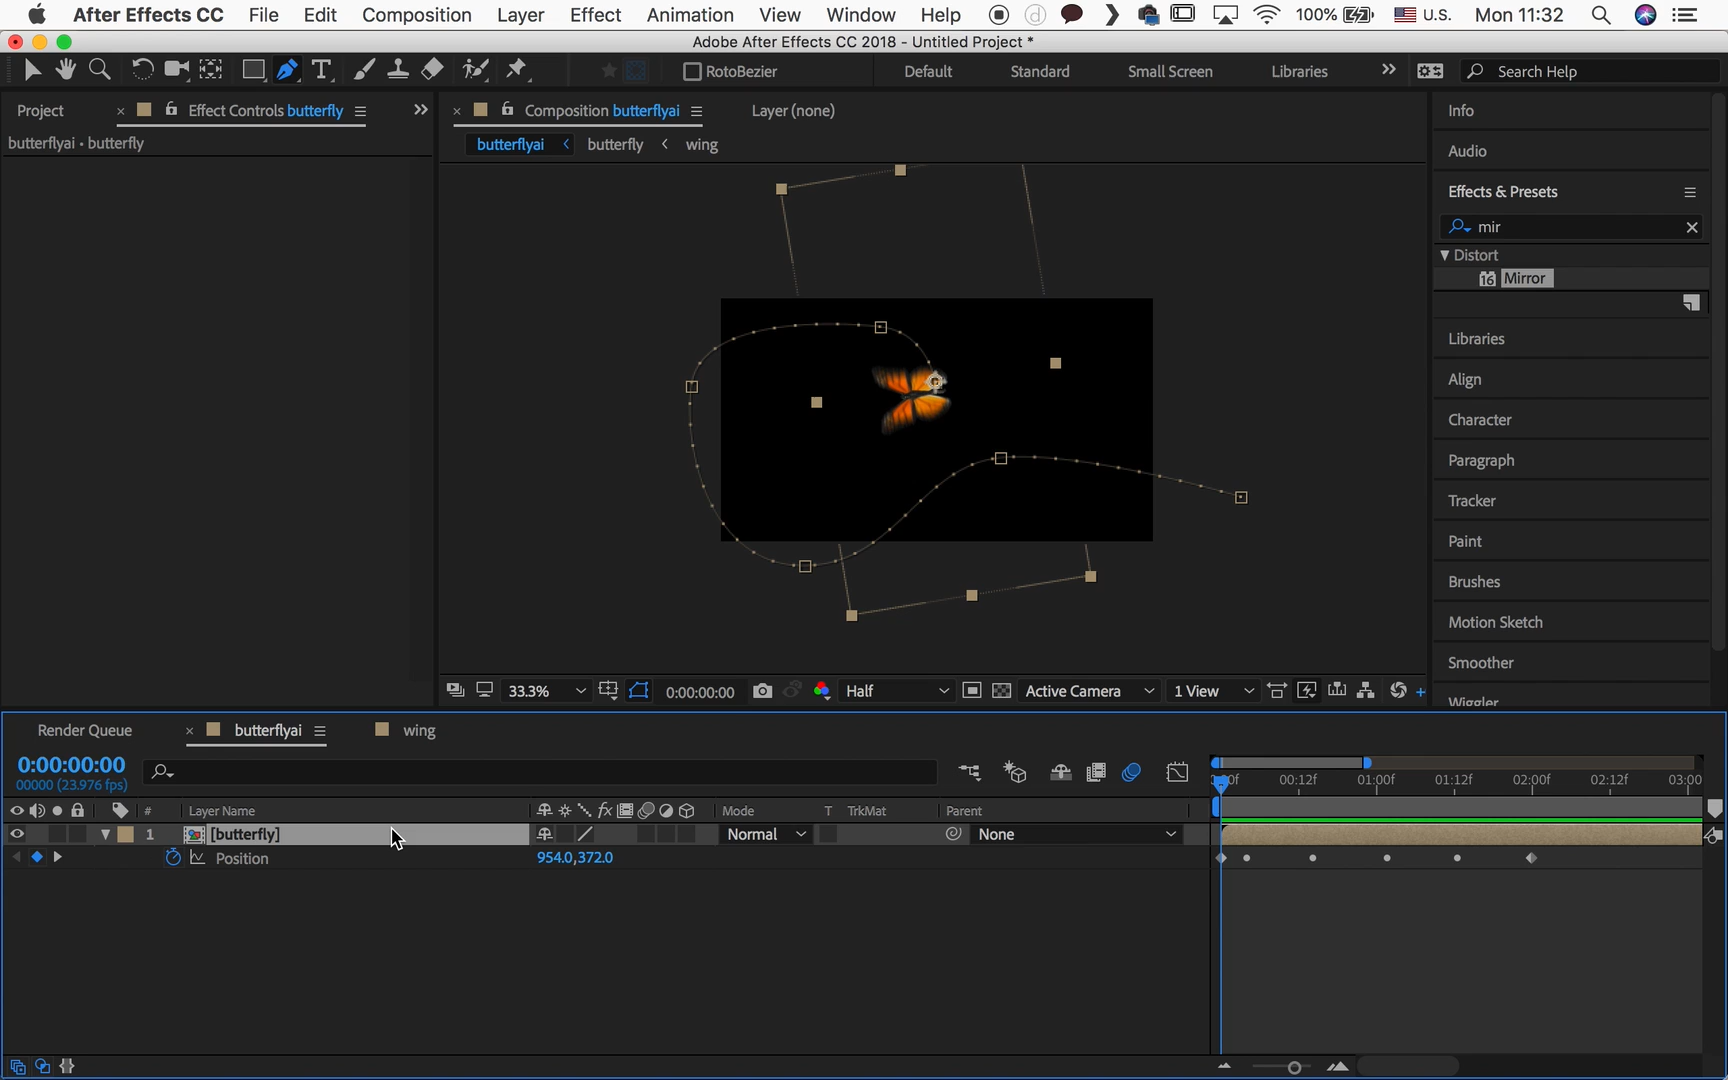 After Effects CC File Edit Composition Layer Effect Animation View Window Help 100% U.S. Mon 11:32
Adobe After Effects CC 2018 - Untitled Project *
RotoBezier Default Standard Small Screen Libraries Search Help
Project Effect Controls butterfly Composition butterflyai Layer (none)
butterflyai • butterfly
butterflyai butterfly wing
Info
Audio
Effects & Presets
mir
Distort
16 Mirror
Libraries
Align
Character
Paragraph
Tracker
Paint
Brushes
Motion Sketch
Smoother
Wiggler
33.3% 0:00:00:00 Half Active Camera 1 View
Render Queue butterflyai wing
0:00:00:00
00000 (23.976 fps)
00:12f 01:00f 01:12f 02:00f 02:12f 03:00
# Layer Name fx Mode T TrkMat Parent
1 [butterfly] Normal None
Position 954.0,372.0